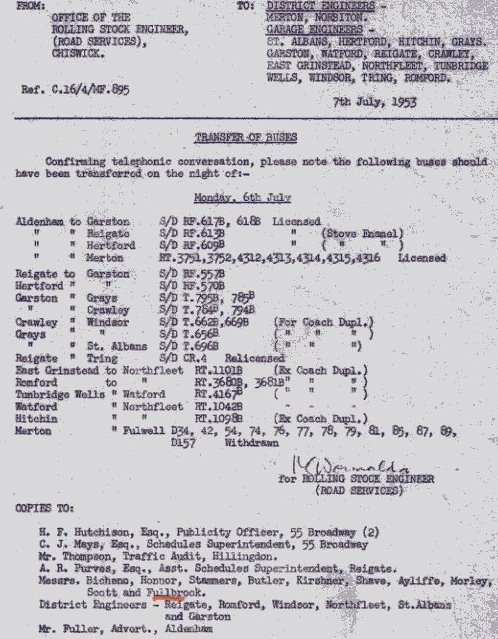 FROM: TO: DISTRICT ENGINEERS -
OFFICE OF THE MERTON, NORBITON.
ROLLING STOCK ENGINEER, GARAGE ENGINEERS -
(ROAD SERVICES), ST. ALBANS, HERTFORD, HITCHIN, GRAYS.
CHISWICK. GARSTON, WATFORD, REIGATE, CRAWLEY,
EAST GRINSTEAD, NORTHFLEET, TUNBRIDGE
WELLS, WINDSOR, TRING, ROMFORD.
Ref. C.16/4/MF.895
7th July, 1953
TRANSFER OF BUSES
Confirming telephonic conversation, please note the following buses should
have been transferred on the night of:-
Monday, 6th July
Aldenham to Garston S/D RF.617B, 618B Licensed
" " Reigate S/D RF.613B " (Stove Enamel)
" " Hertford S/D RF.609B " ( " " )
" " Merton RT.3751,3752,4312,4313,4314,4315,4316 Licensed
Reigate to Garston S/D RF.557B
Hertford " " S/D RF.570B
Garston " Grays S/D T.795B, 785B
" " Crawley S/D T.784B, 794B
Crawley " Windsor S/D T.662B,669B (For Coach Dupl.)
Grays " " S/D T.656B ( " " " )
" " St. Albans S/D T.696B ( " " " )
Reigate " Tring S/D CR.4 Relicensed
East Grinstead to Northfleet RT.1101B (Ex Coach Dupl.)
Romford to " RT.3680B, 3681B" " " )
Tunbridge Wells " Watford RT.4167B ( " " " )
Watford " Northfleet RT.1042B - - -
Hitchin " " RT.1098B (Ex Coach Dupl.)
Merton " Fulwell D34, 42, 54, 74, 76, 77, 78, 79, 81, 85, 87, 89,
D157 Withdrawn
for ROLLING STOCK ENGINEER
(ROAD SERVICES)
COPIES TO:
H. F. Hutchison, Esq., Publicity Officer, 55 Broadway (2)
C. J. Mays, Esq., Schedules Superintendent, 55 Broadway
Mr. Thompson, Traffic Audit, Hillingdon.
A. R. Purves, Esq., Asst. Schedules Superintendent, Reigate.
Messrs. Bichens, Honnor, Stammers, Butler, Kirshner, Shave, Ayliffe, Morley,
Scott and Fullbrook.
District Engineers - Reigate, Romford, Windsor, Northfleet, St.Albans
and Garston
Mr. Fuller, Advert., Aldenham